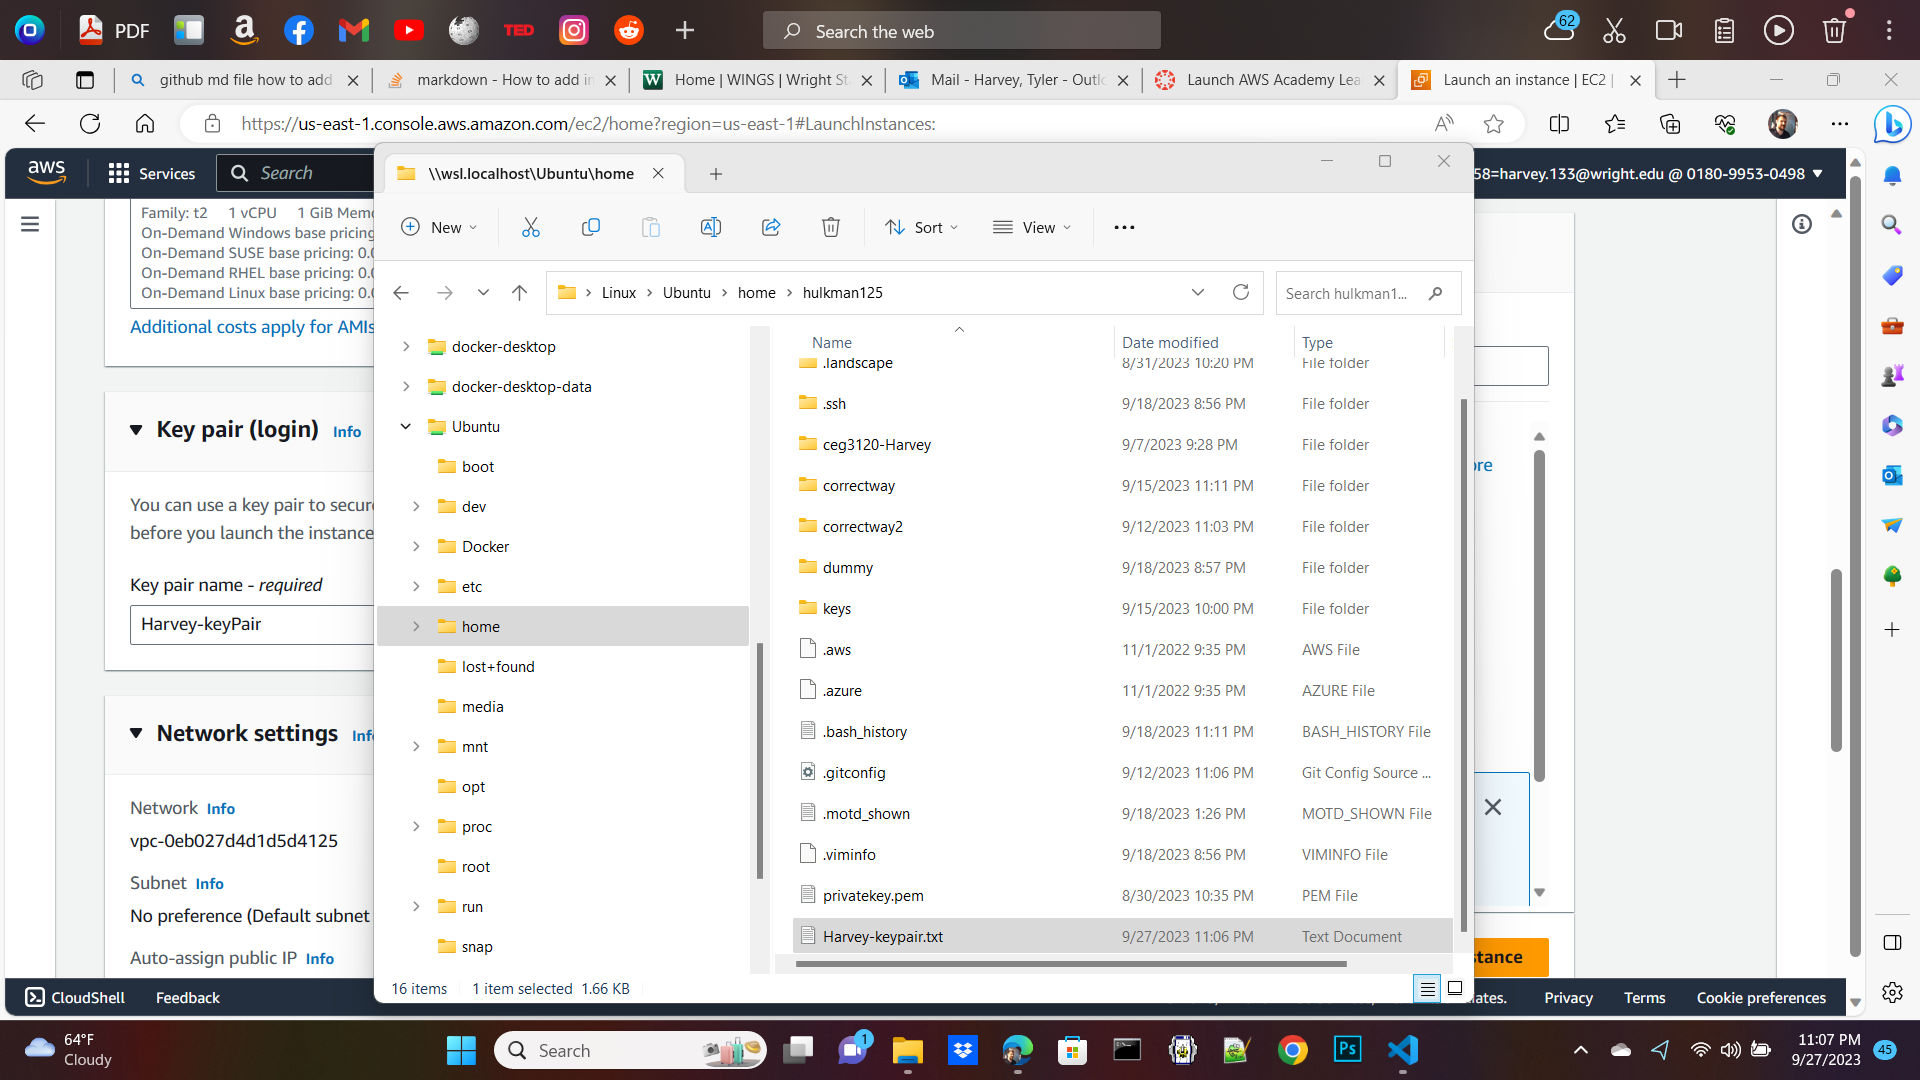 PDF
TED
Search the web
62
github md file how to add
markdown - How to add in
Home | WINGS | Wright St
Mail - Harvey, Tyler - Outlo
Launch AWS Academy Lea
Launch an instance | EC2 |
https://us-east-1.console.aws.amazon.com/ec2/home?region=us-east-1#LaunchInstances:
aws
Services
Search
58=harvey.133@wright.edu @ 0180-9953-0498
Family: t2 1 vCPU 1 GiB Memo
On-Demand Windows base pricing
On-Demand SUSE base pricing: 0.0
On-Demand RHEL base pricing: 0.0
On-Demand Linux base pricing: 0.0
Additional costs apply for AMIs
Key pair (login) Info
You can use a key pair to secure
before you launch the instance
Key pair name - required
Harvey-keyPair
Network settings Info
Network Info
vpc-0eb027d4d1d5d4125
Subnet Info
No preference (Default subnet
Auto-assign public IP Info
\\wsl.localhost\Ubuntu\home
New
Sort
View
Linux > Ubuntu > home > hulkman125
Search hulkman1...
docker-desktop
docker-desktop-data
Ubuntu
boot
dev
Docker
etc
home
lost+found
media
mnt
opt
proc
root
run
snap
Name Date modified Type
.landscape 8/31/2023 10:20 PM File folder
.ssh 9/18/2023 8:56 PM File folder
ceg3120-Harvey 9/7/2023 9:28 PM File folder
correctway 9/15/2023 11:11 PM File folder
correctway2 9/12/2023 11:03 PM File folder
dummy 9/18/2023 8:57 PM File folder
keys 9/15/2023 10:00 PM File folder
.aws 11/1/2022 9:35 PM AWS File
.azure 11/1/2022 9:35 PM AZURE File
.bash_history 9/18/2023 11:11 PM BASH_HISTORY File
.gitconfig 9/12/2023 11:06 PM Git Config Source ...
.motd_shown 9/18/2023 1:26 PM MOTD_SHOWN File
.viminfo 9/18/2023 8:56 PM VIMINFO File
privatekey.pem 8/30/2023 10:35 PM PEM File
Harvey-keypair.txt 9/27/2023 11:06 PM Text Document
16 items 1 item selected 1.66 KB
ore
stance
CloudShell
Feedback
ates.
Privacy
Terms
Cookie preferences
64°F
Cloudy
Search
1
Ps
11:07 PM
9/27/2023
45